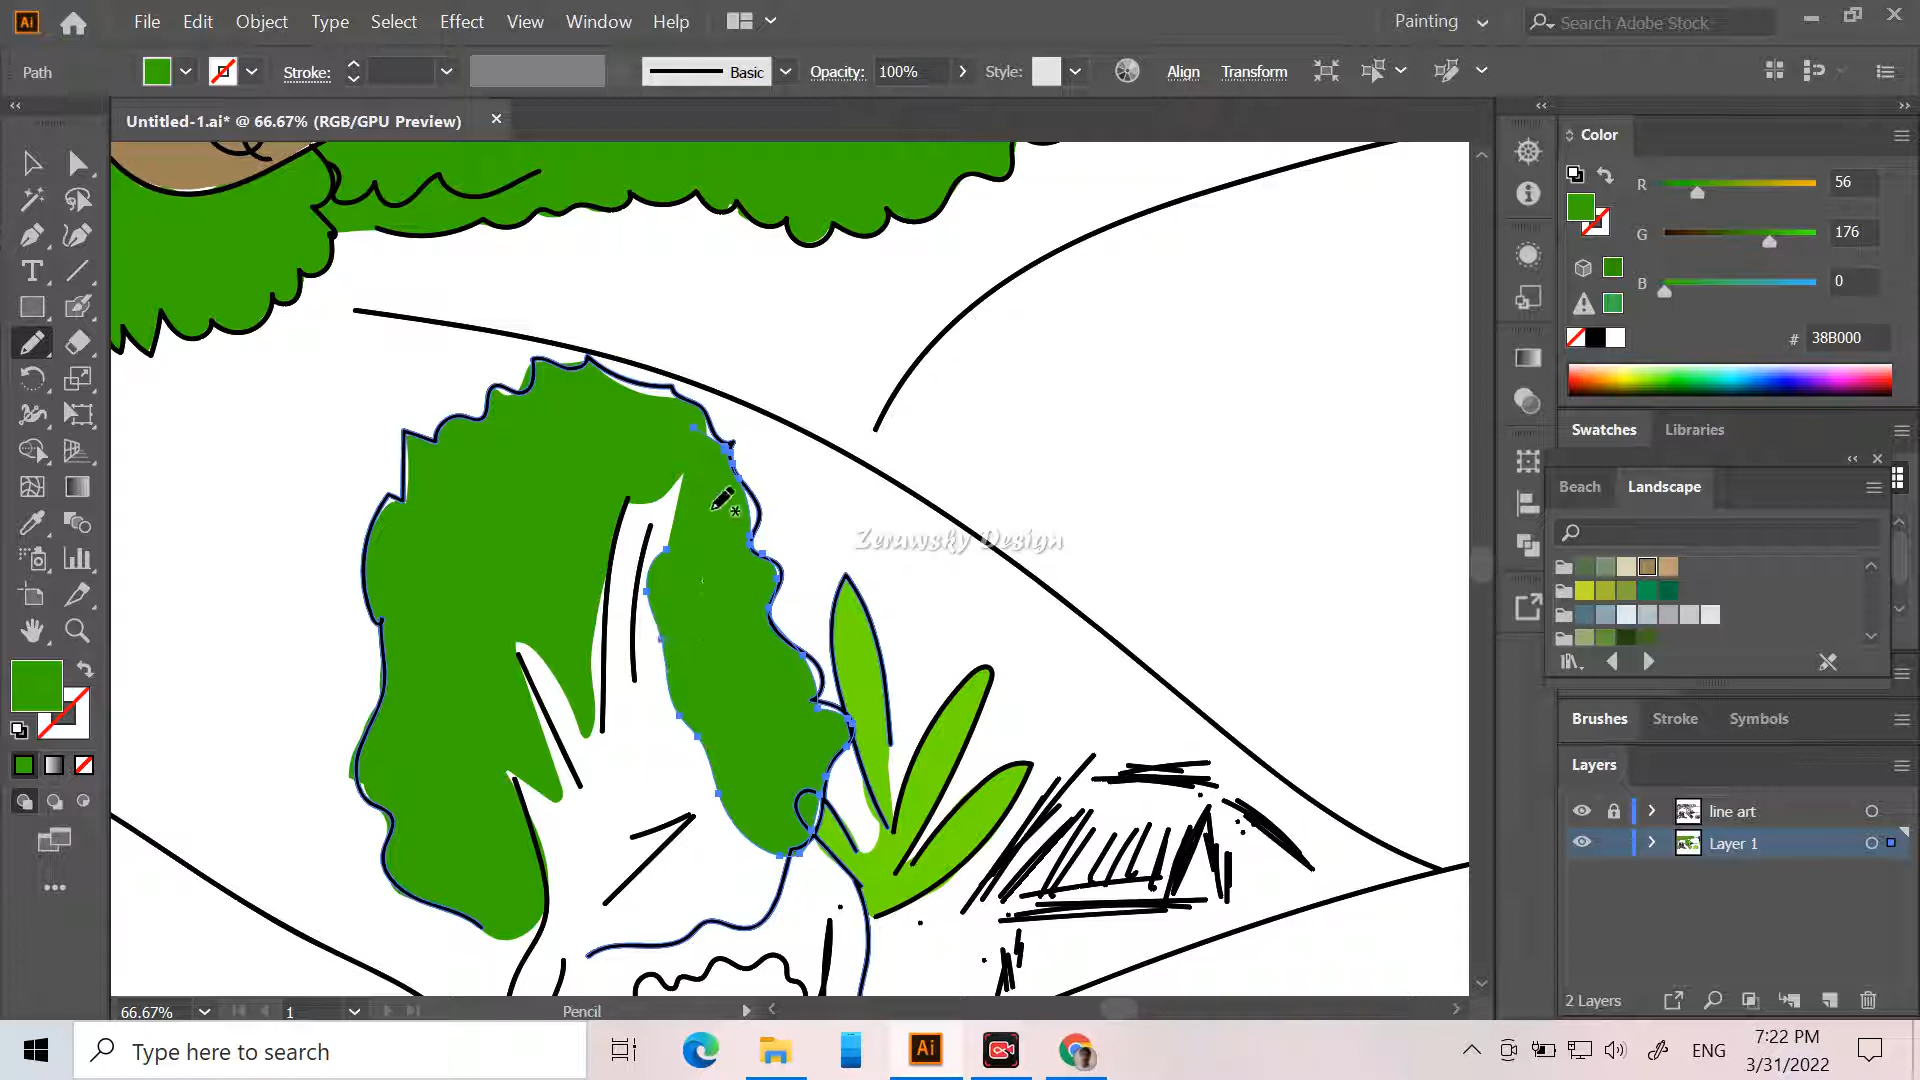 Ai File Edit Object Type Select Effect View Window Help Painting Search Adobe Stock
Path Stroke: Basic Opacity: 100% Style: Align Transform
Untitled-1.ai* @ 66.67% (RGB/GPU Preview)
Color
R 56
G 176
B 0
# 38B000
Swatches Libraries
Beach Landscape
Zerawsky Design
Brushes Stroke Symbols
Layers
line art
Layer 1
2 Layers
66.67% 1 Pencil
Type here to search
Ai
ENG
7:22 PM
3/31/2022